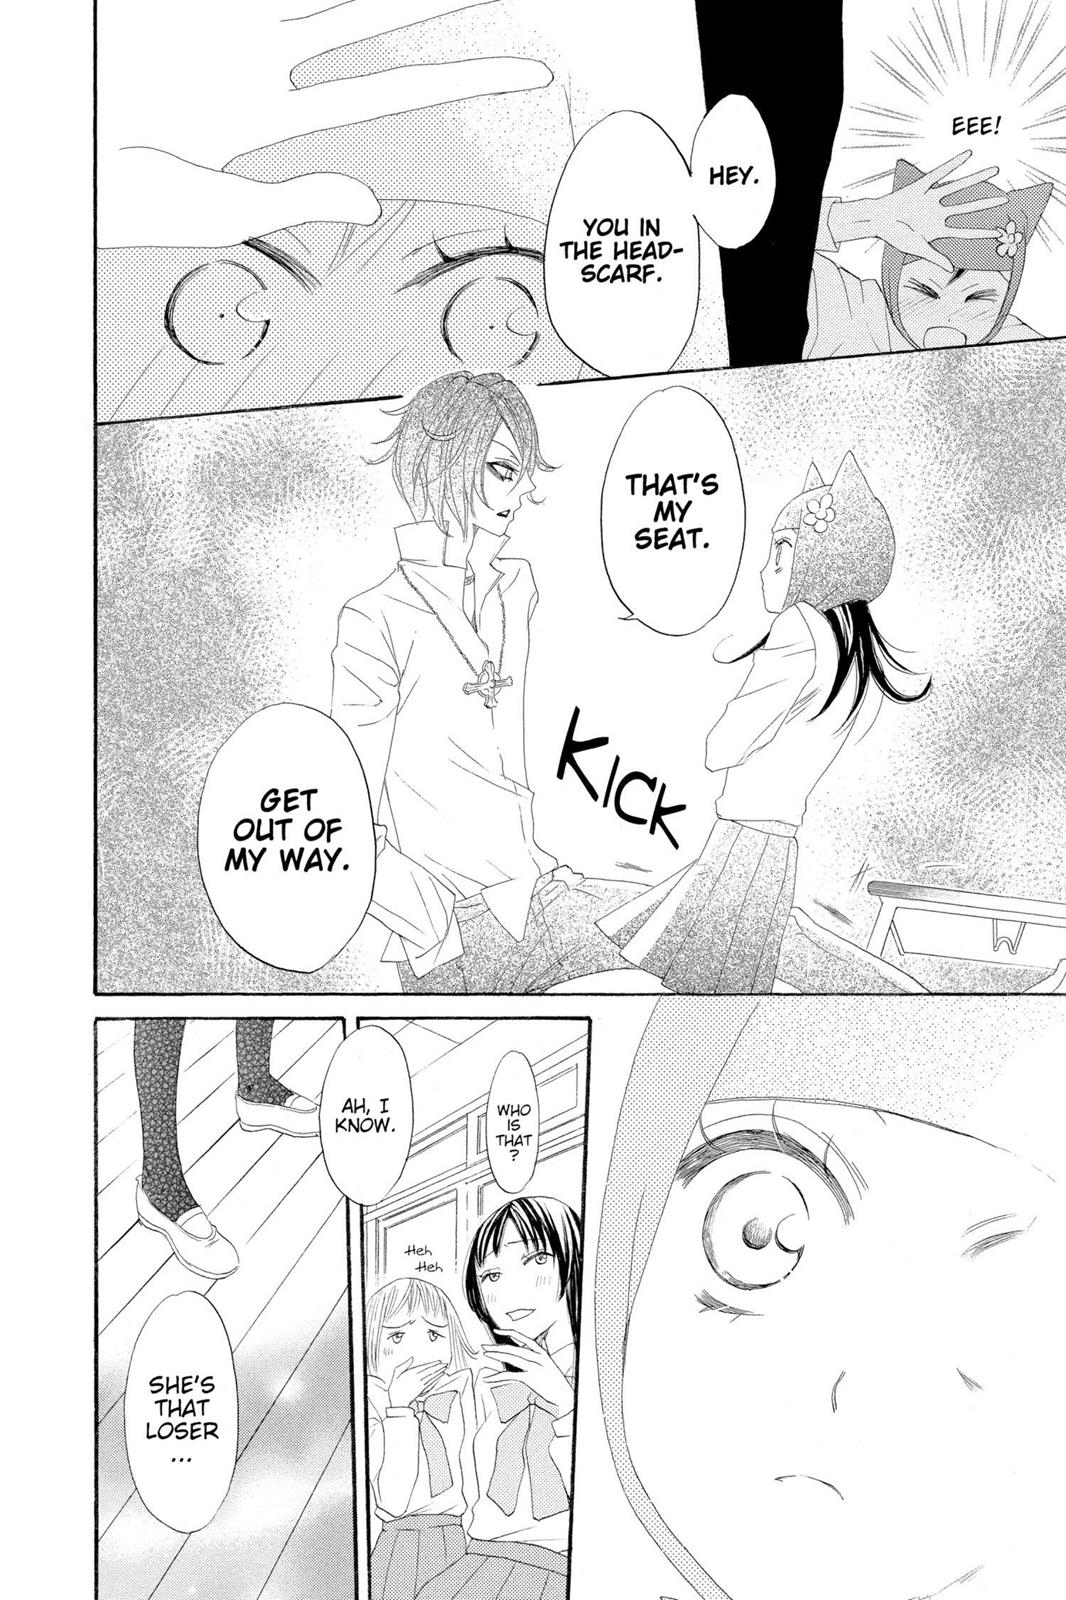 EEE!
HEY.
YOU IN
THE HEAD-
SCARF.
THAT'S
MY
SEAT.
KICK
GET
OUT OF
MY WAY.
WHO
IS
THAT
?
Heh
Heh
AH, I
KNOW.
SHE'S
THAT
LOSER
...